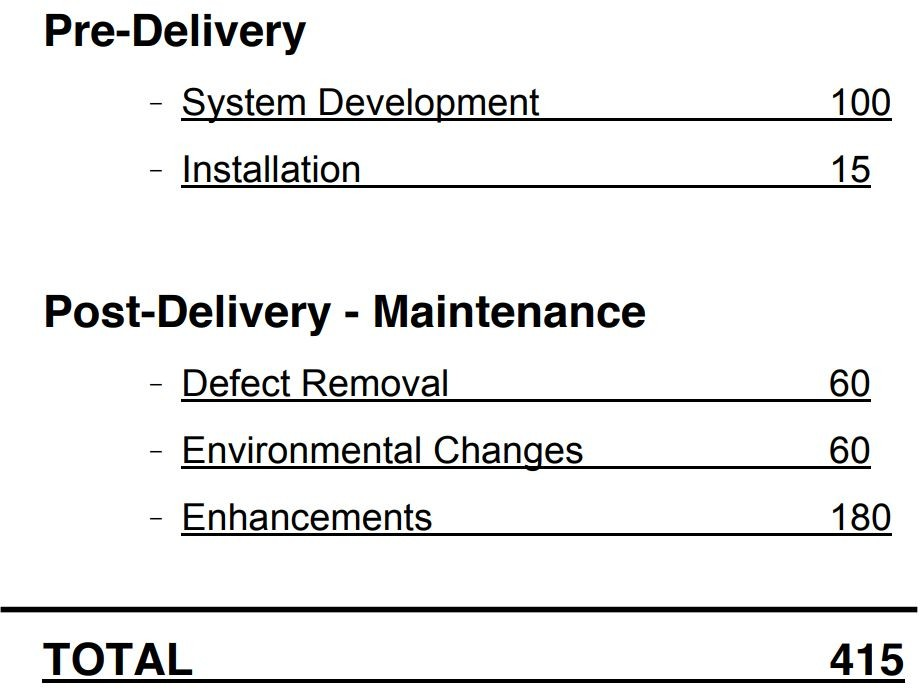 Pre-Delivery
- System Development 100
- Installation 15
Post-Delivery - Maintenance
- Defect Removal 60
- Environmental Changes 60
- Enhancements 180
TOTAL 415